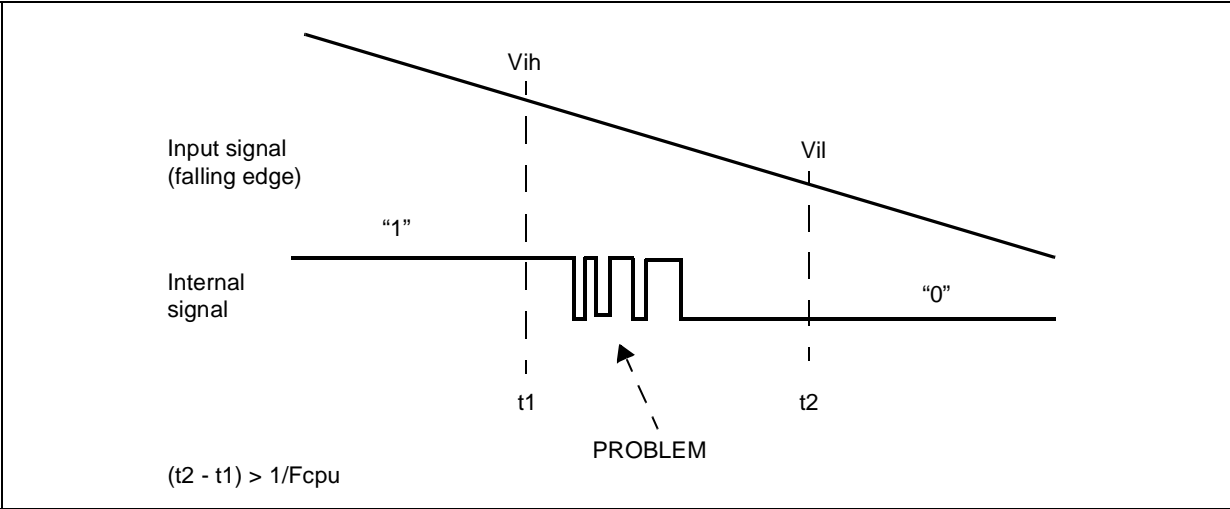 Vih
Input signal
(falling edge)
Vil
“1”
Internal
signal
“0”
t1
t2
PROBLEM
(t2 - t1) > 1/Fcpu